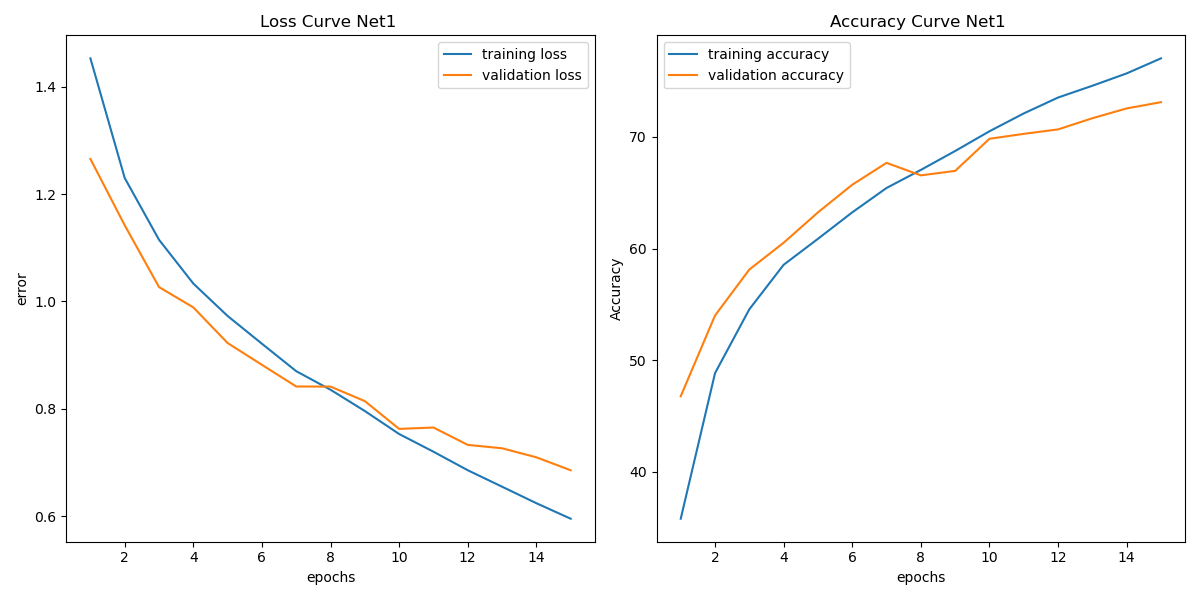 Loss Curve Net1
training loss
validation loss
1.4
1.2
1.0
0.8
0.6
error
2 4 6 8 10 12 14
epochs
Accuracy Curve Net1
training accuracy
validation accuracy
70
60
50
40
Accuracy
2 4 6 8 10 12 14
epochs